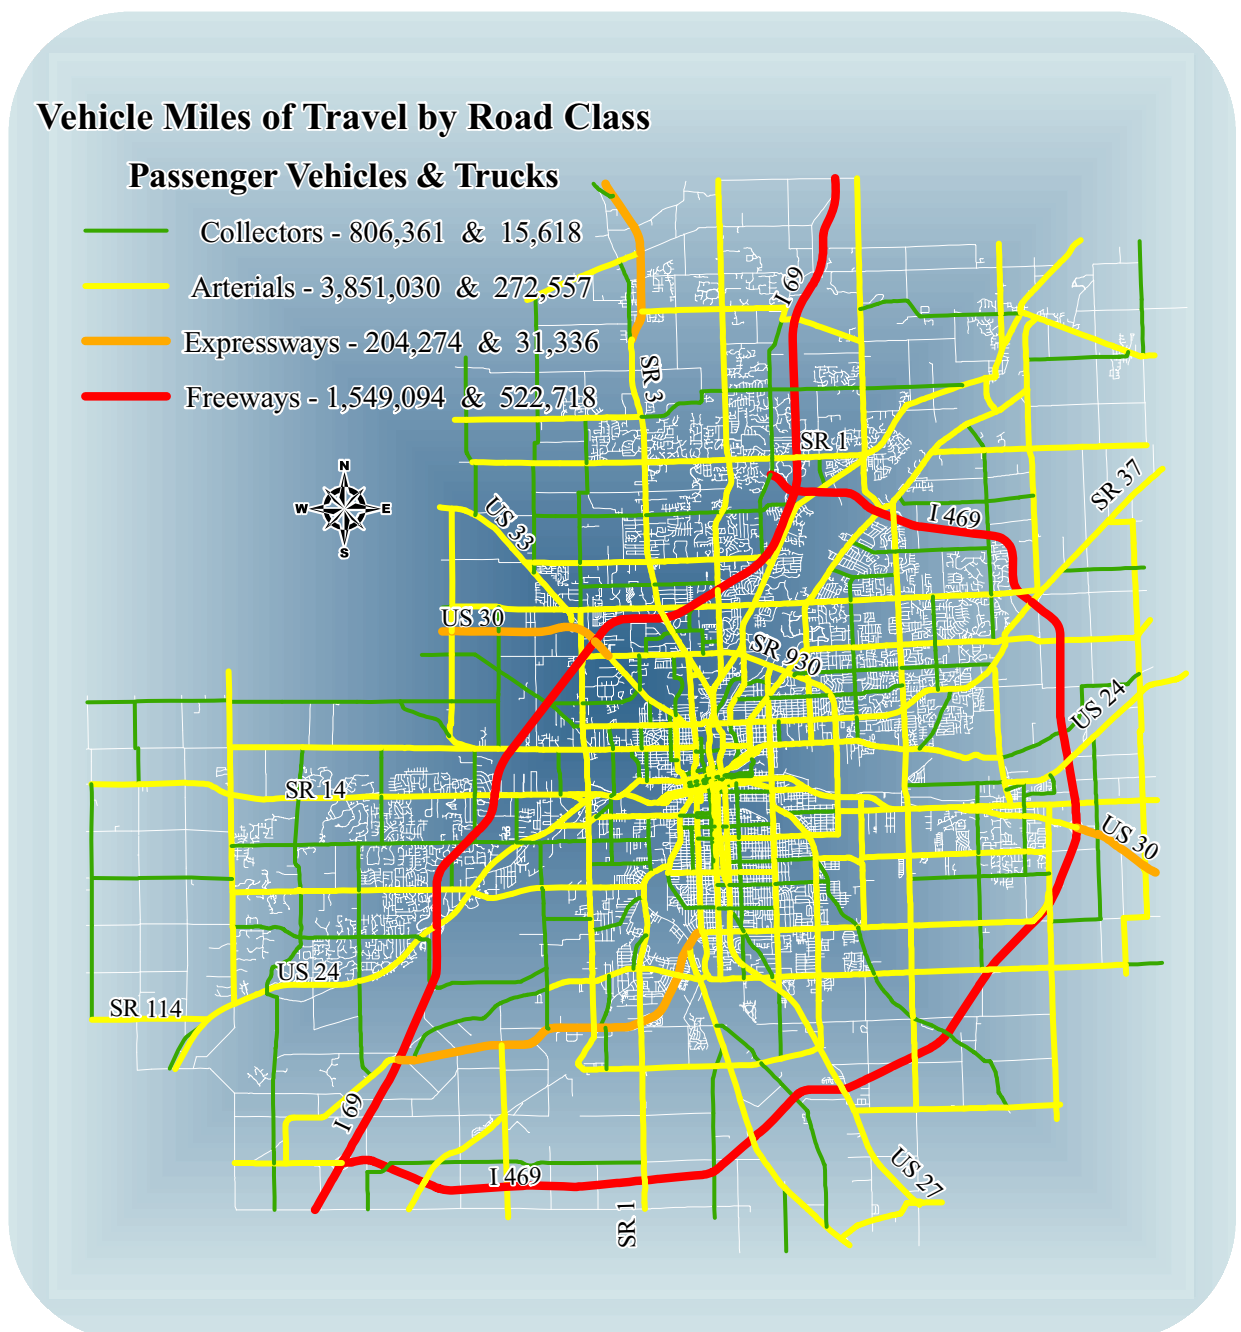 Vehicle Miles of Travel by Road Class
Passenger Vehicles & Trucks
Collectors - 806,361 & 15,618
Arterials - 3,851,030 & 272,557
Expressways - 204,274 & 31,336
Freeways - 1,549,094 & 522,718
I 69
SR 3
SR 1
N
W E
S
SR 37
US 33
I 469
US 30
SR 930
US 24
SR 14
US 30
US 24
SR 114
I 69
I 469
US 27
SR 1